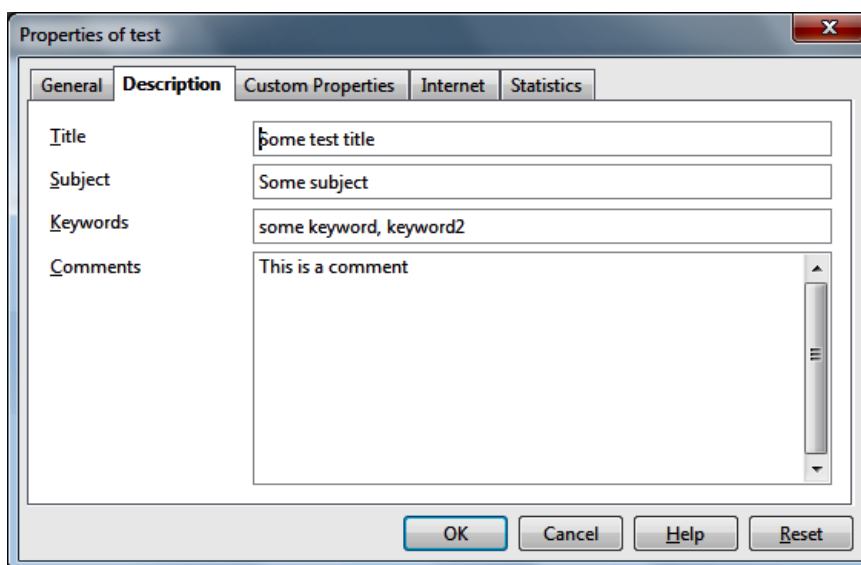 Properties of test
General Description Custom Properties Internet Statistics
Title Some test title
Subject Some subject
Keywords some keyword, keyword2
Comments This is a comment
OK Cancel Help Reset